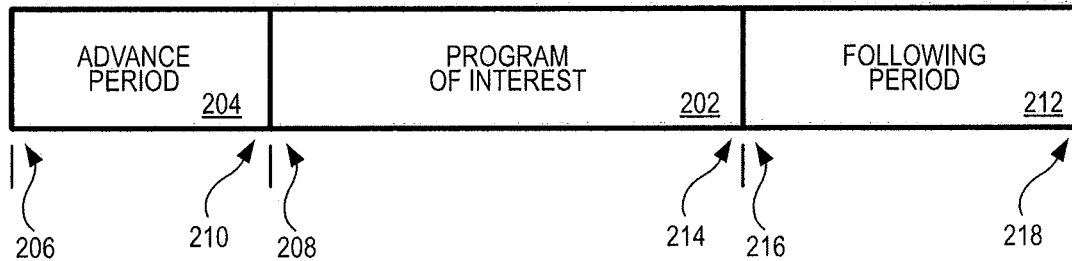 ADVANCE
PERIOD
204
PROGRAM
OF INTEREST
202
FOLLOWING
PERIOD
212
206
210
208
214
216
218